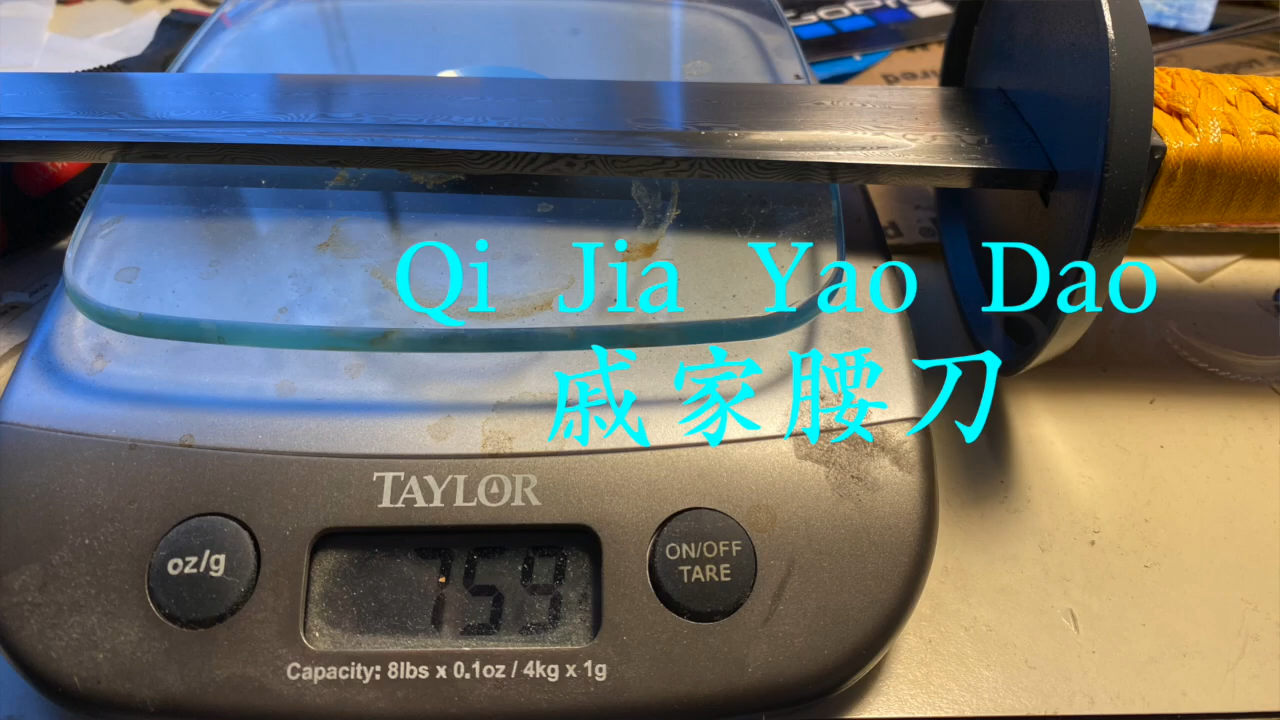 GoPro
Qi Jia Yao Dao
戚家腰刀
TAYLOR
oz/g
759
ON/OFF
TARE
Capacity: 8lbs x 0.1oz / 4kg x 1g